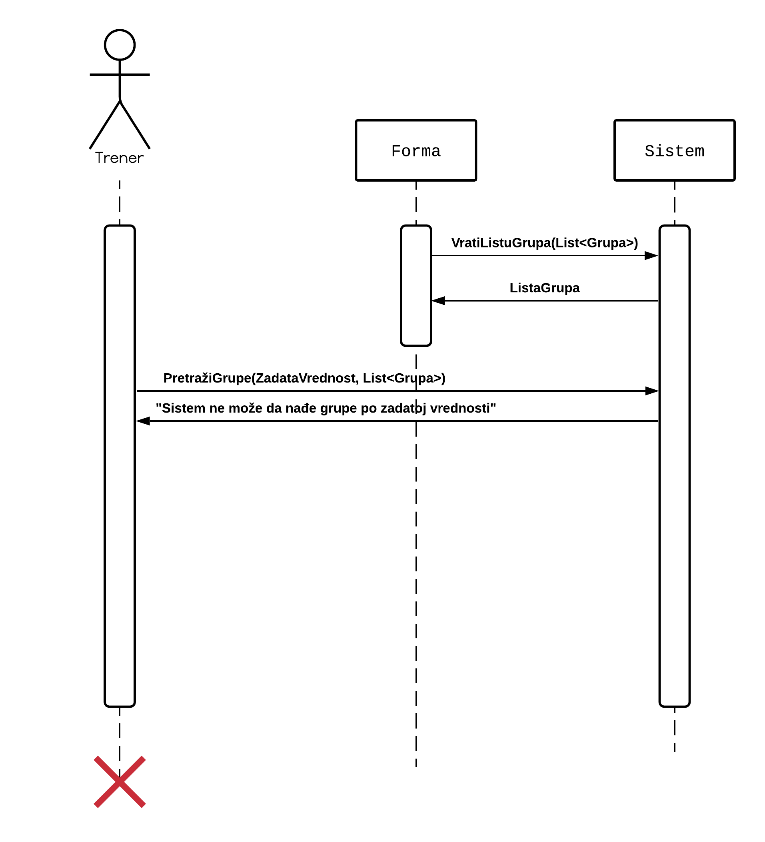 Trener
Forma
Sistem
VratiListuGrupa(List<Grupa>)
ListaGrupa
PretražiGrupe(ZadataVrednost, List<Grupa>)
"Sistem ne može da nađe grupe po zadatoj vrednosti"